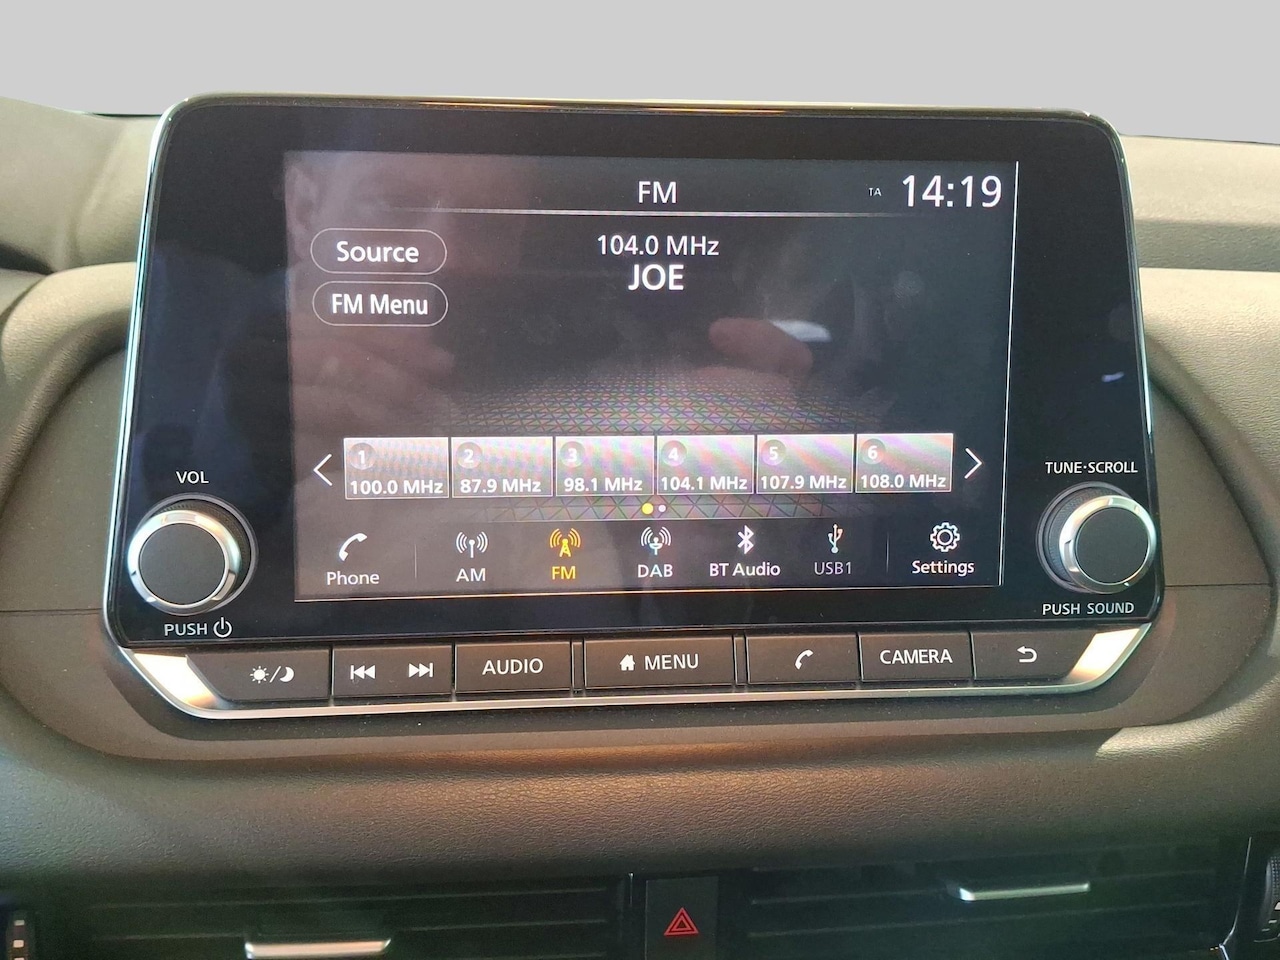 FM
TA 14:19
Source
104.0 MHz
JOE
FM Menu
1 100.0 MHz
2 87.9 MHz
3 98.1 MHz
4 104.1 MHz
5 107.9 MHz
6 108.0 MHz
VOL
TUNE·SCROLL
Phone
AM
FM
DAB
BT Audio
USB1
Settings
PUSH
PUSH SOUND
AUDIO
MENU
CAMERA